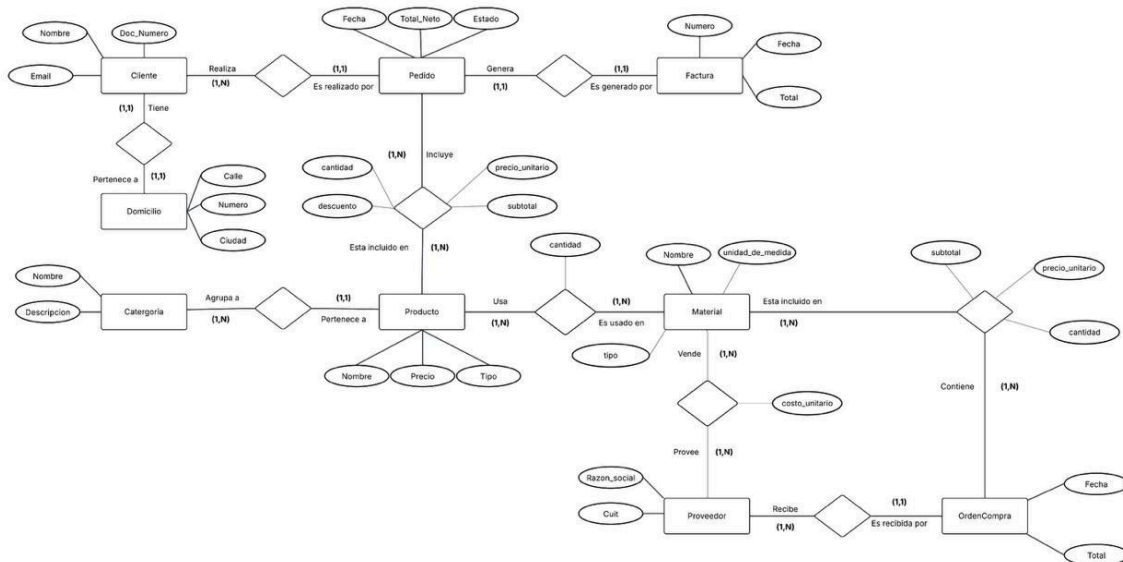 Fecha
Total_Neto
Estado
Nombre
Doc_Numero
Numero
Fecha
Email
Cliente
Realiza
(1,N)
(1,1)
Es realizado por
Pedido
Genera
(1,1)
(1,1)
Es generado por
Factura
Total
(1,1)
Tiene
Pertenece a
(1,1)
Calle
Domicilio
Numero
Ciudad
(1,N)
Incluye
cantidad
precio_unitario
descuento
subtotal
Esta incluido en
(1,N)
Nombre
Descripcion
Catergoría
Agrupa a
(1,N)
(1,1)
Pertenece a
Producto
Nombre
Precio
Tipo
Usa
(1,N)
cantidad
(1,N)
Es usado en
Nombre
unidad_de_medida
Material
tipo
Esta incluido en
(1,N)
subtotal
precio_unitario
cantidad
Vende
(1,N)
costo_unitario
Contiene
(1,N)
Provee
(1,N)
Razon_social
Cuit
Proveedor
Recibe
(1,N)
(1,1)
Es recibida por
OrdenCompra
Fecha
Total